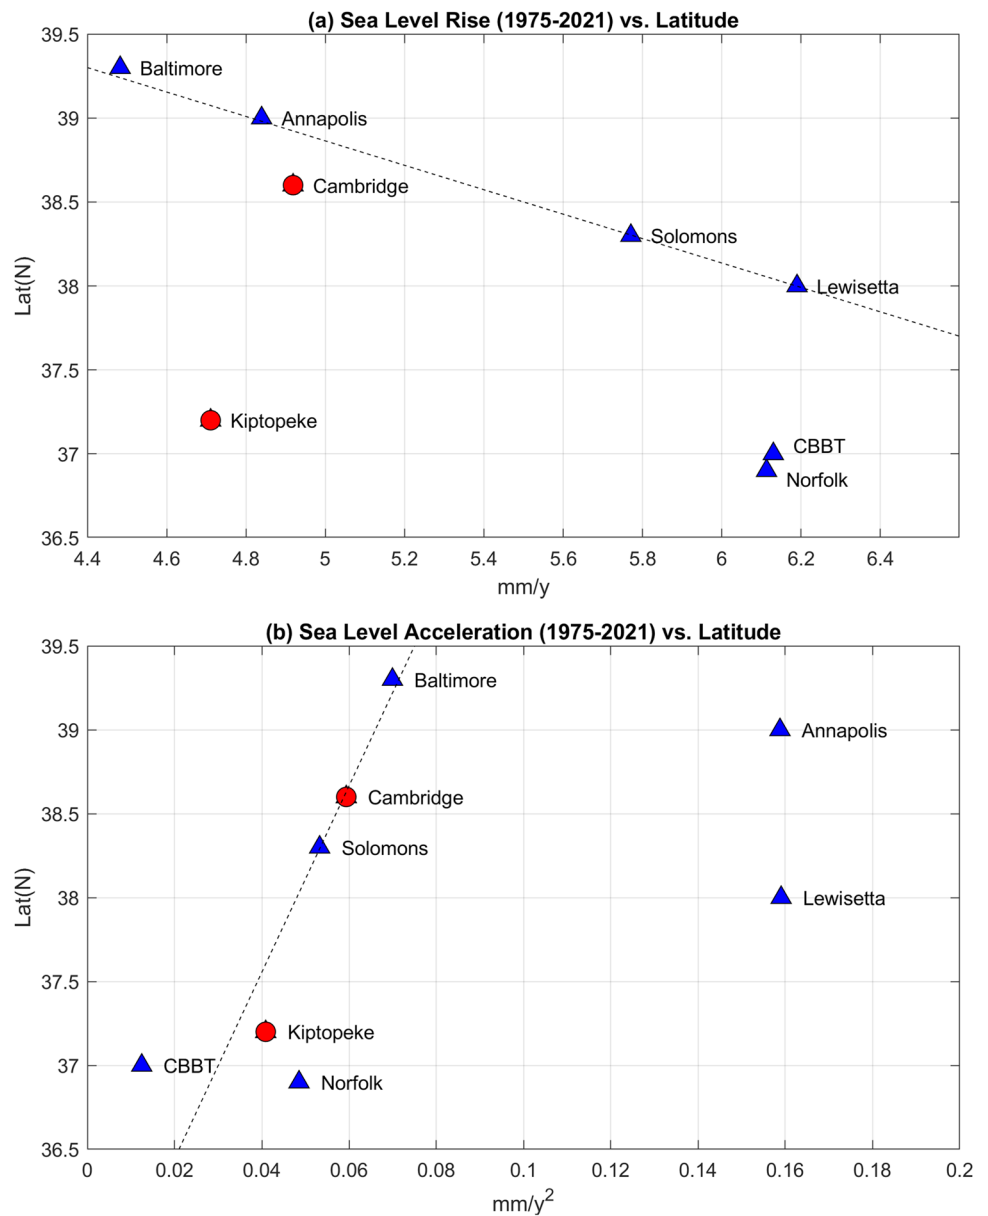 (a) Sea Level Rise (1975-2021) vs. Latitude
39.5
Baltimore
39
Annapolis
38.5
Cambridge
Solomons
Lat(N)
38
Lewisetta
37.5
Kiptopeke
37
CBBT
Norfolk
36.5
4.4 4.6 4.8 5 5.2 5.4 5.6 5.8 6 6.2 6.4
mm/y
(b) Sea Level Acceleration (1975-2021) vs. Latitude
39.5
Baltimore
39
Annapolis
38.5
Cambridge
Solomons
Lat(N)
38
Lewisetta
37.5
Kiptopeke
37
CBBT
Norfolk
36.5
0 0.02 0.04 0.06 0.08 0.1 0.12 0.14 0.16 0.18 0.2
mm/y²